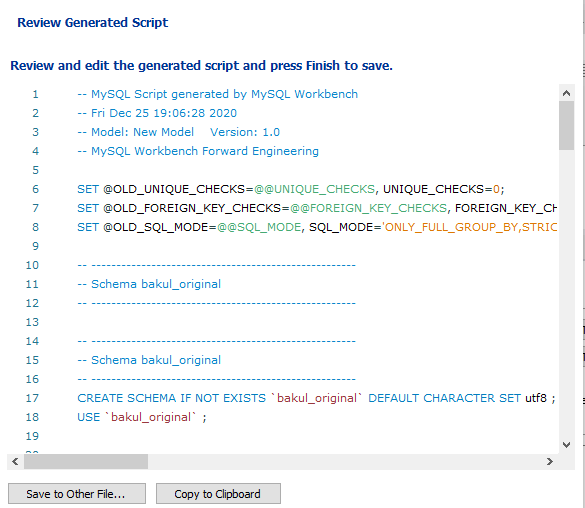 Review Generated Script
Review and edit the generated script and press Finish to save.
1 -- MySQL Script generated by MySQL Workbench
2 -- Fri Dec 25 19:06:28 2020
3 -- Model: New Model    Version: 1.0
4 -- MySQL Workbench Forward Engineering
5
6 SET @OLD_UNIQUE_CHECKS=@@UNIQUE_CHECKS, UNIQUE_CHECKS=0;
7 SET @OLD_FOREIGN_KEY_CHECKS=@@FOREIGN_KEY_CHECKS, FOREIGN_KEY_CH
8 SET @OLD_SQL_MODE=@@SQL_MODE, SQL_MODE='ONLY_FULL_GROUP_BY,STRIC
9
10 -- -----------------------------------------------------
11 -- Schema bakul_original
12 -- -----------------------------------------------------
13
14 -- -----------------------------------------------------
15 -- Schema bakul_original
16 -- -----------------------------------------------------
17 CREATE SCHEMA IF NOT EXISTS `bakul_original` DEFAULT CHARACTER SET utf8 ;
18 USE `bakul_original` ;
19
Save to Other File...
Copy to Clipboard